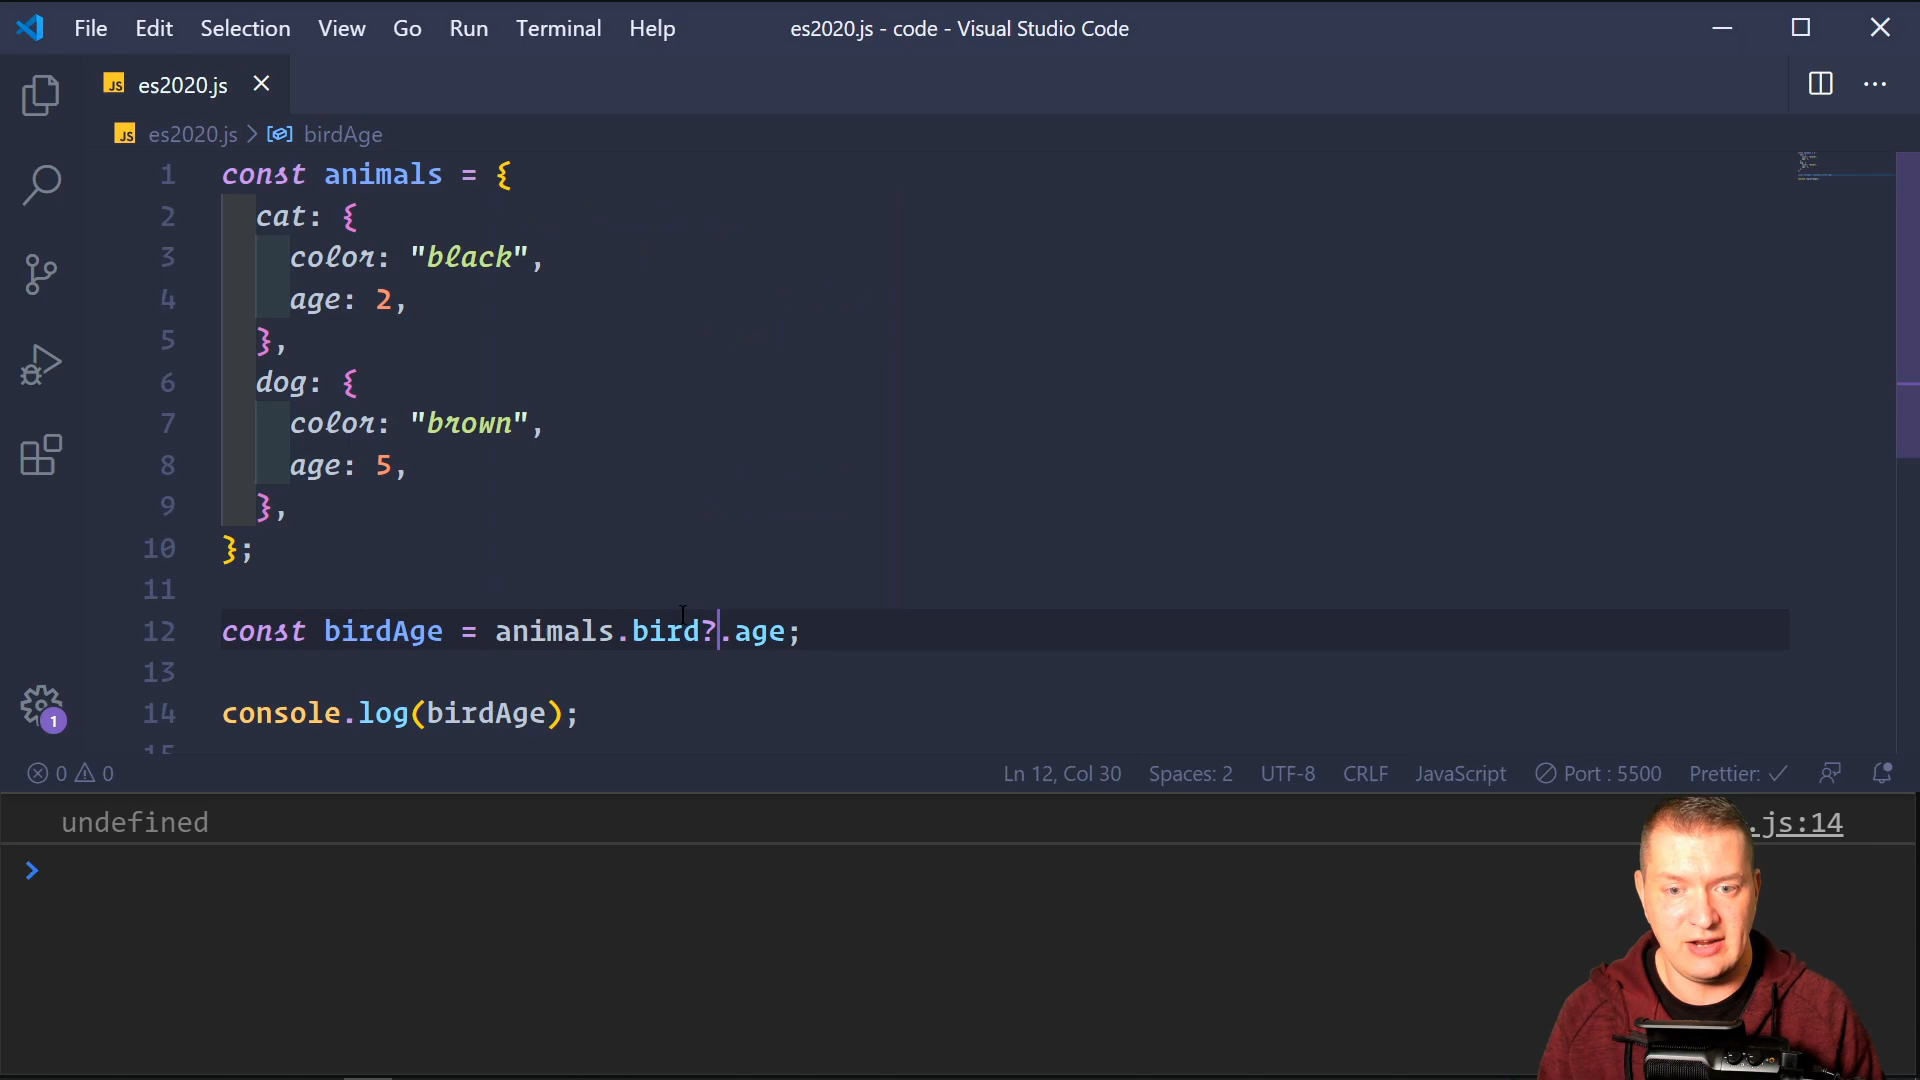 File Edit Selection View Go Run Terminal Help es2020.js - code - Visual Studio Code
JS es2020.js
JS es2020.js > birdAge
1 const animals = {
2 cat: {
3 color: "black",
4 age: 2,
5 },
6 dog: {
7 color: "brown",
8 age: 5,
9 },
10 };
11
12 const birdAge = animals.bird?.age;
13
14 console.log(birdAge);
15
1
0 0 Ln 12, Col 30 Spaces: 2 UTF-8 CRLF JavaScript Port : 5500 Prettier: ✓
undefined .js:14
>